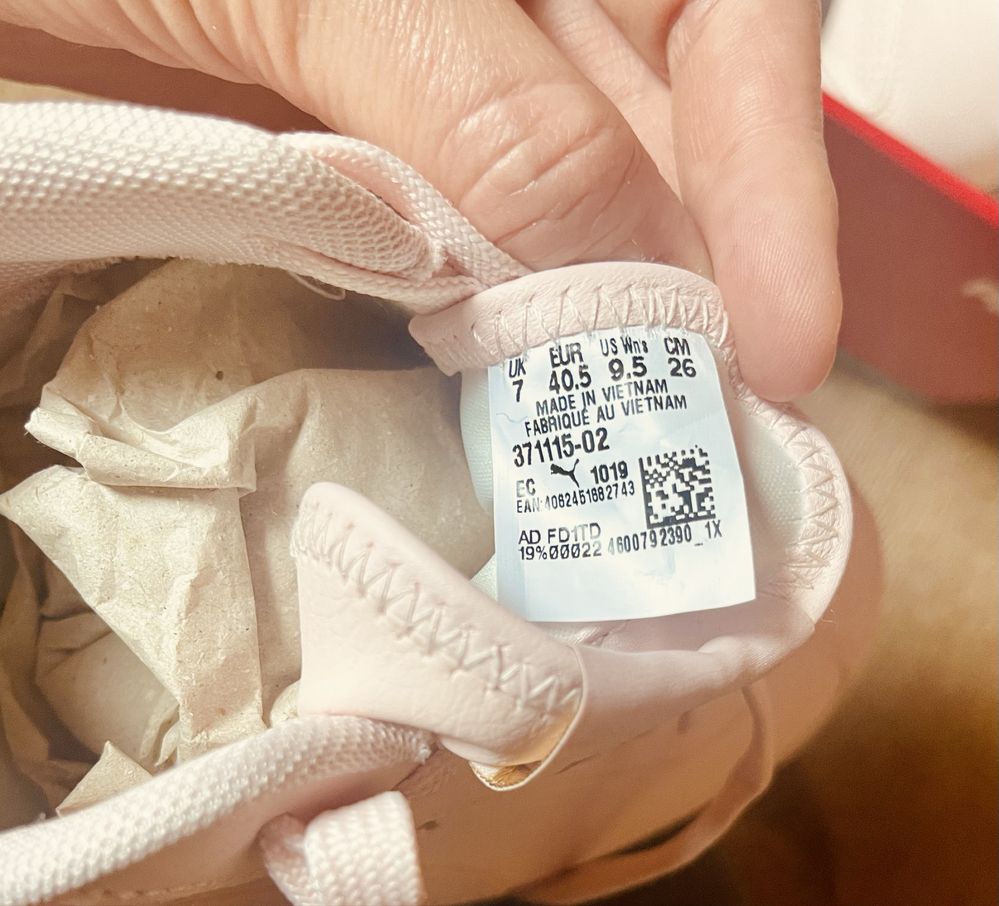 UK EUR US Wn's CM
7 40.5 9.5 26
MADE IN VIETNAM
FABRIQUE AU VIETNAM
371115-02
EC 1019
EAN:4062451882743
AD FD1TD
19%00022 4600792390_1X